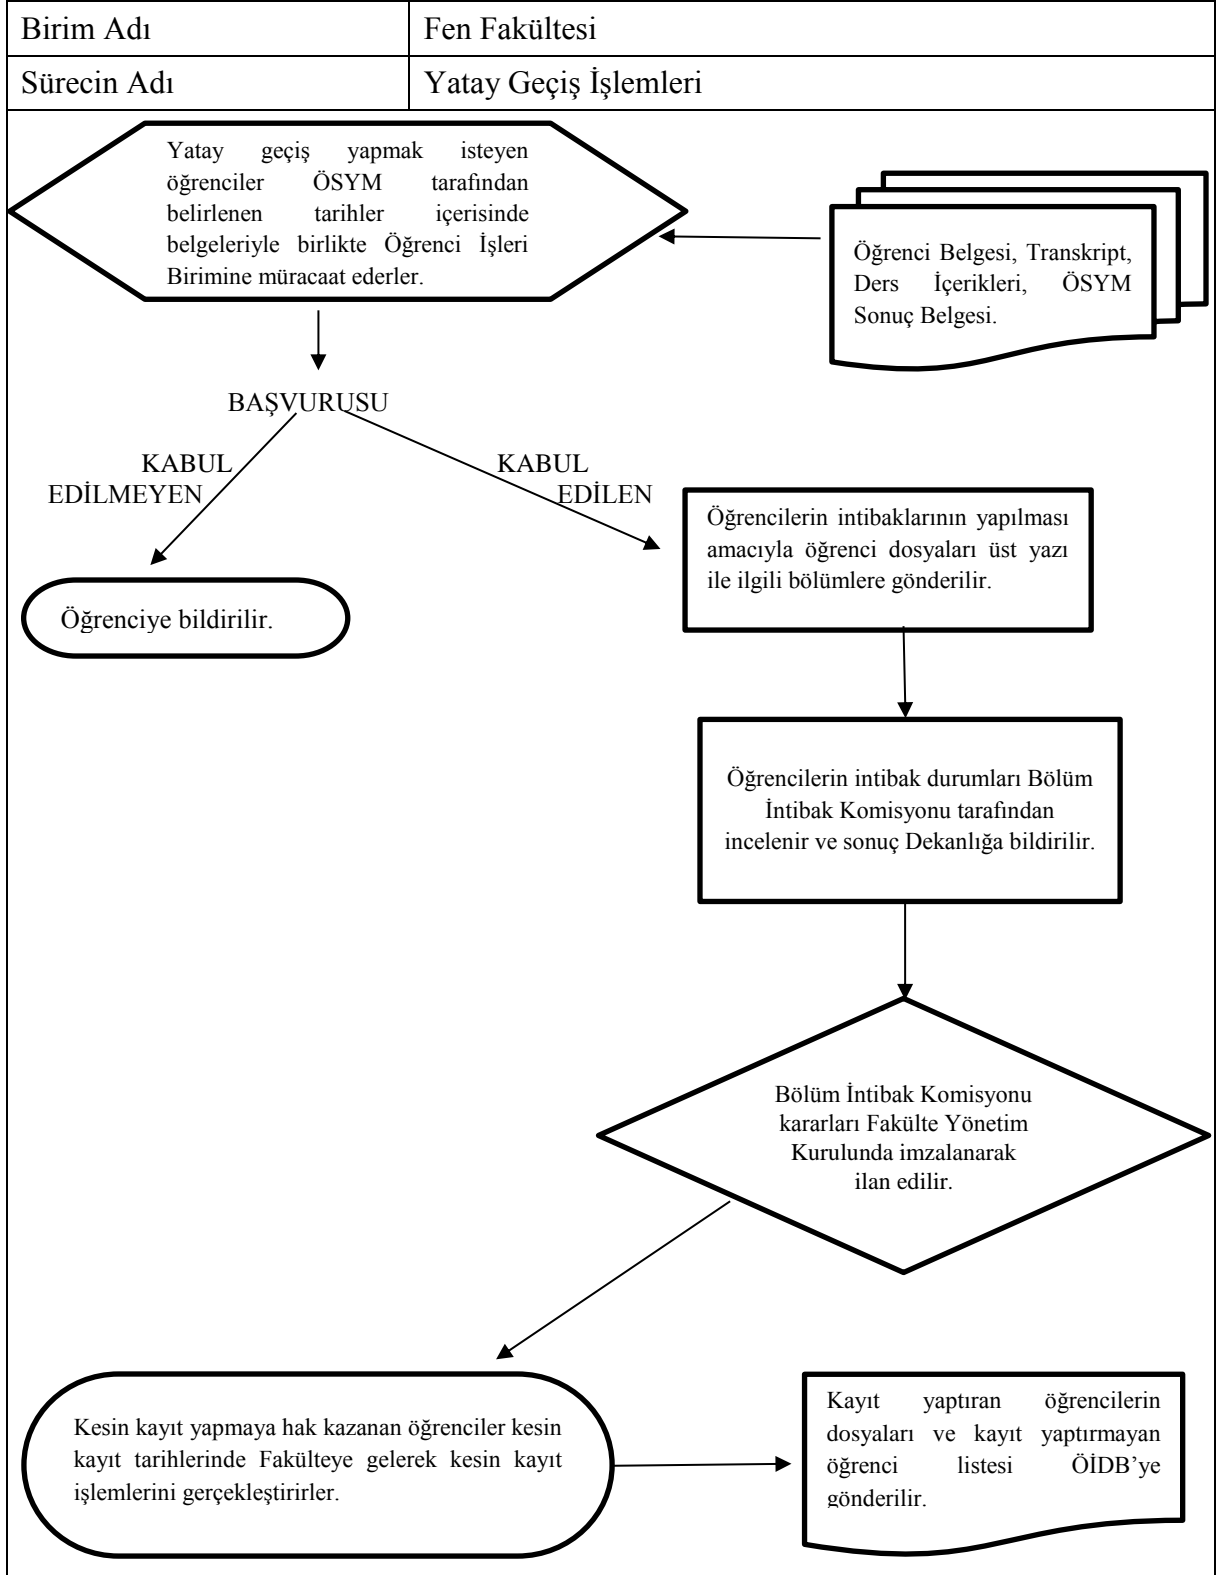 Birim Adı
Fen Fakültesi
Sürecin Adı
Yatay Geçiş İşlemleri
Yatay geçiş yapmak isteyen
öğrenciler ÖSYM tarafından
belirlenen tarihler içerisinde
belgeleriyle birlikte Öğrenci İşleri
Birimine müracaat ederler.
Öğrenci Belgesi, Transkript,
Ders İçerikleri, ÖSYM
Sonuç Belgesi.
BAŞVURUSU
KABUL
EDİLMEYEN
KABUL
EDİLEN
Öğrenciye bildirilir.
Öğrencilerin intibaklarının yapılması
amacıyla öğrenci dosyaları üst yazı
ile ilgili bölümlere gönderilir.
Öğrencilerin intibak durumları Bölüm
İntibak Komisyonu tarafından
incelenir ve sonuç Dekanlığa bildirilir.
Bölüm İntibak Komisyonu
kararları Fakülte Yönetim
Kurulunda imzalanarak
ilan edilir.
Kesin kayıt yapmaya hak kazanan öğrenciler kesin
kayıt tarihlerinde Fakülteye gelerek kesin kayıt
işlemlerini gerçekleştirirler.
Kayıt yaptıran öğrencilerin
dosyaları ve kayıt yaptırmayan
öğrenci listesi ÖİDB’ye
gönderilir.